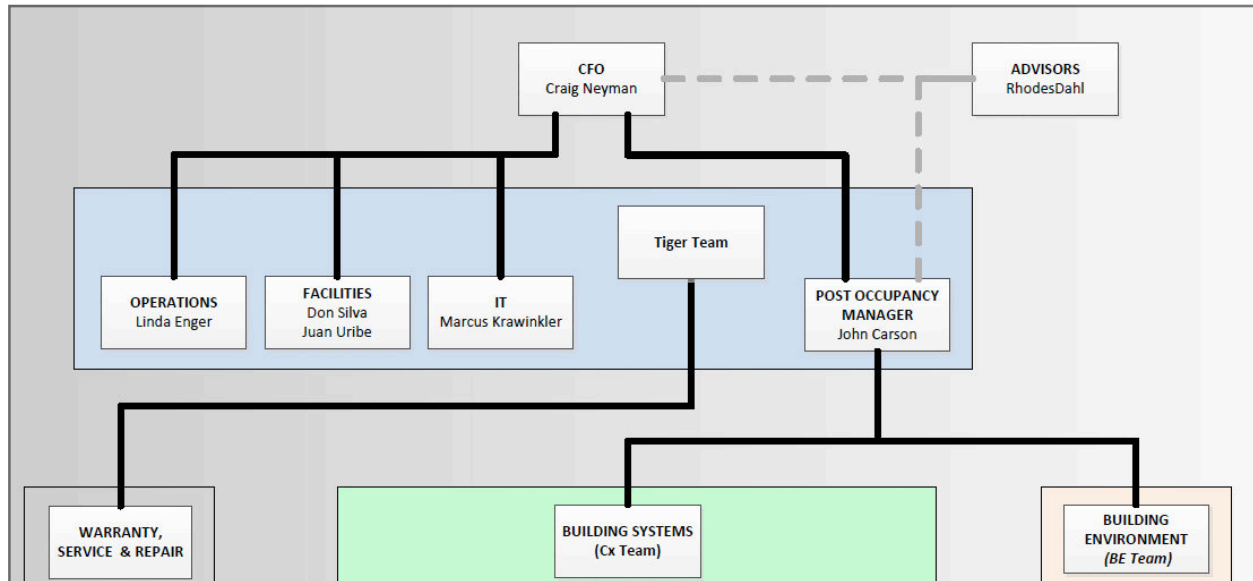 CFO
Craig Neyman
ADVISORS
RhodesDahl
Tiger Team
OPERATIONS
Linda Enger
FACILITIES
Don Silva
Juan Uribe
IT
Marcus Krawinkler
POST OCCUPANCY
MANAGER
John Carson
WARRANTY,
SERVICE & REPAIR
BUILDING SYSTEMS
(Cx Team)
BUILDING
ENVIRONMENT
(BE Team)